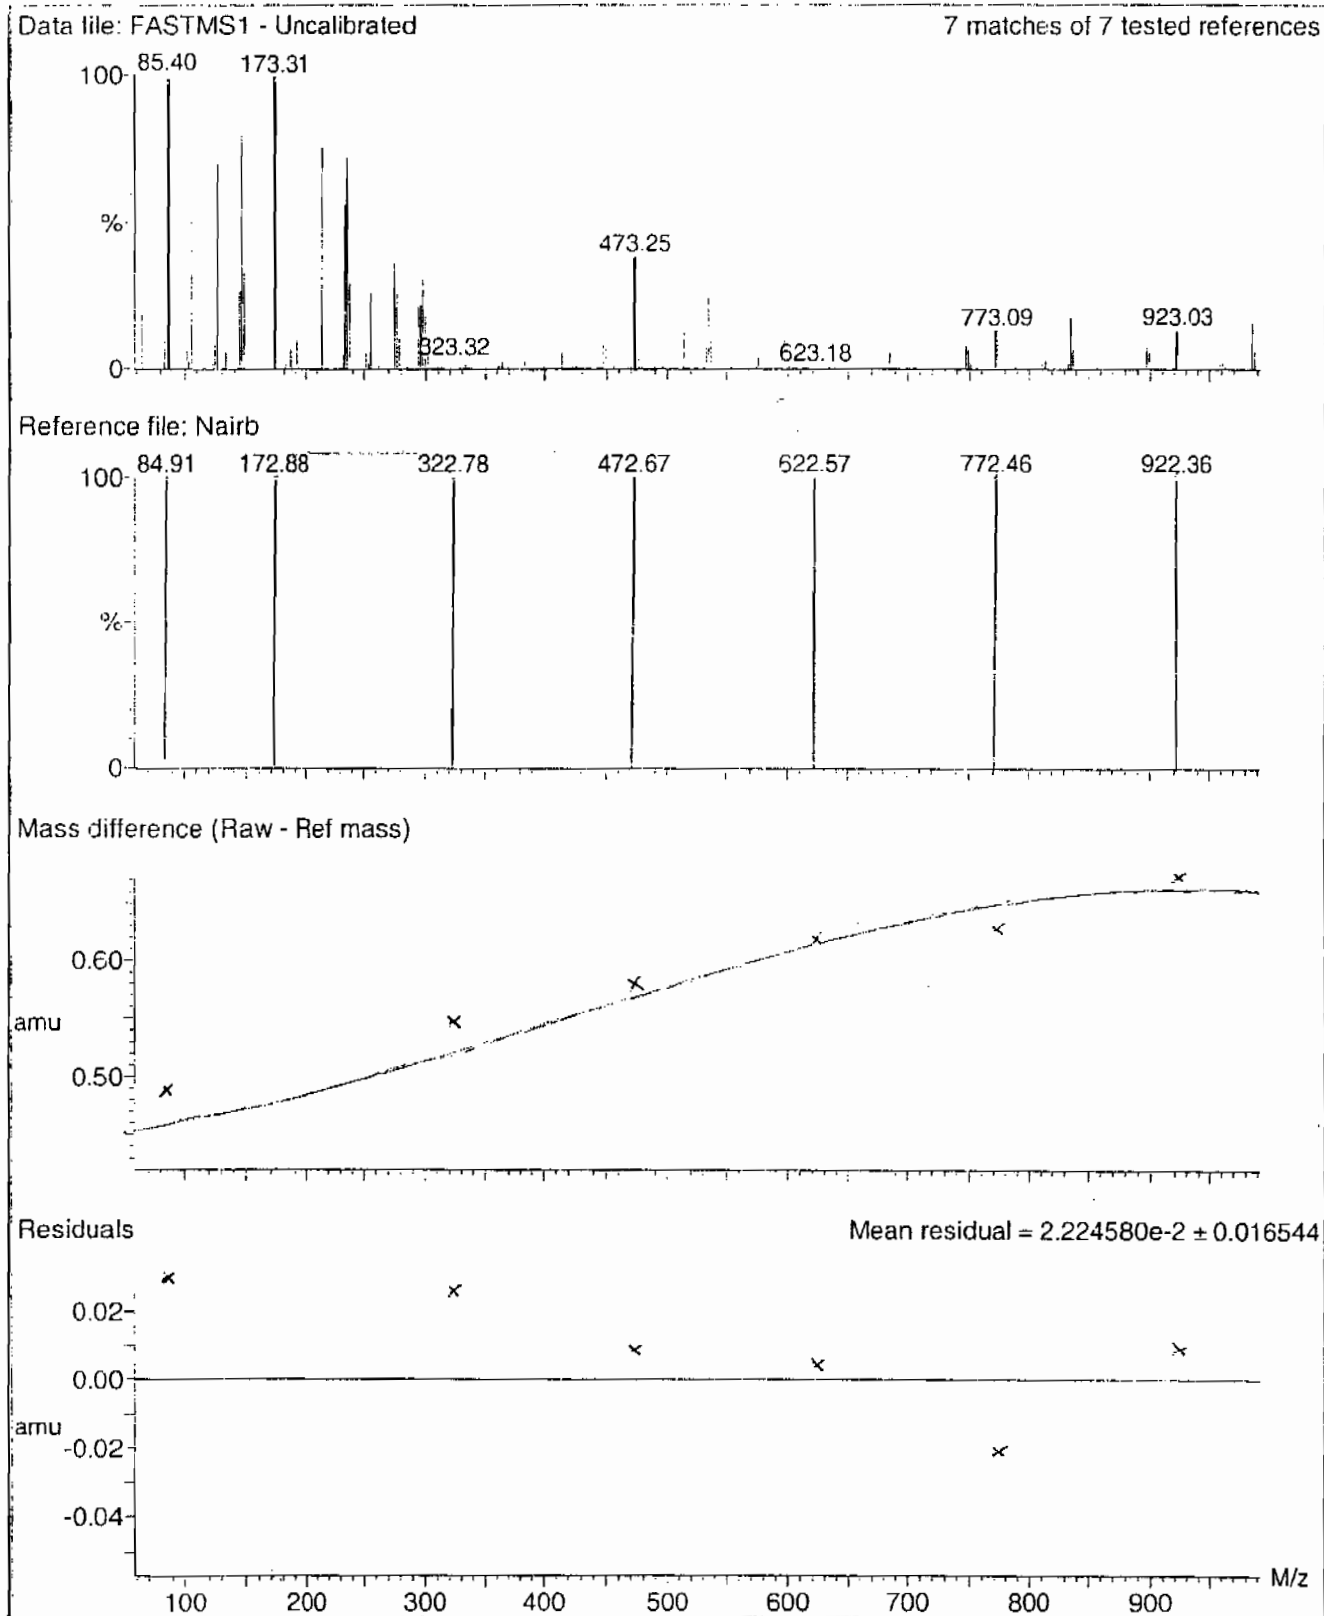 Data file: FASTMS1 - Uncalibrated 7 matches of 7 tested references
85.40 173.31
100
%
473.25
773.09 923.03
323.32 623.18
0
Reference file: Nairb
84.91 172.88 322.78 472.67 622.57 772.46 922.36
100
%
0
Mass difference (Raw - Ref mass)
0.60
amu
0.50
Residuals Mean residual = 2.224580e-2 ± 0.016544
0.02
0.00
amu
-0.02
-0.04
M/z
100 200 300 400 500 600 700 800 900